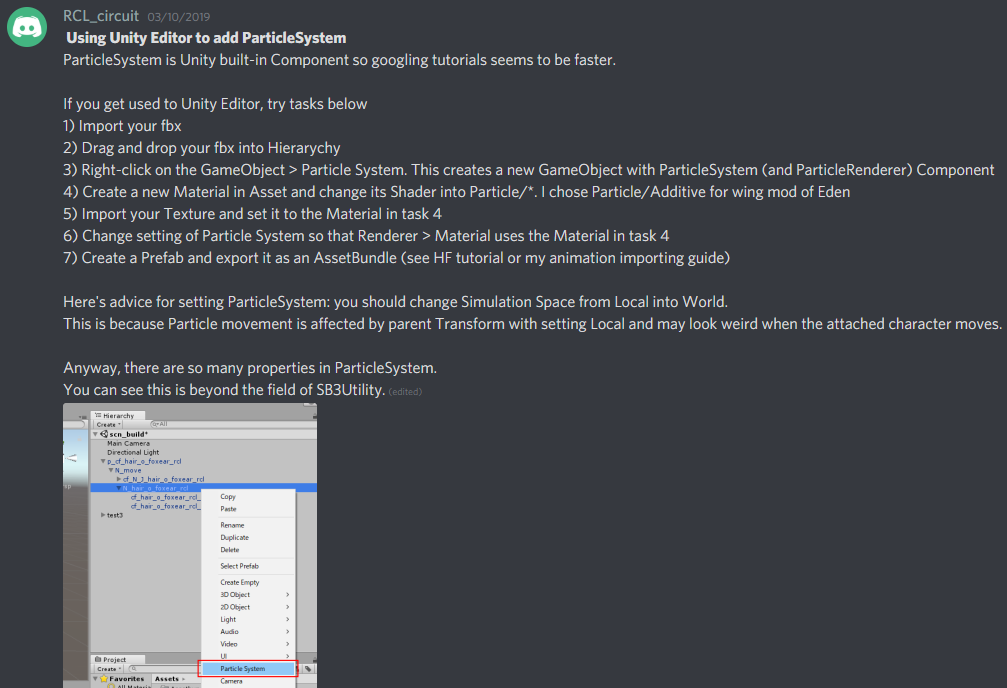 RCL_circuit 03/10/2019
Using Unity Editor to add ParticleSystem
ParticleSystem is Unity built-in Component so googling tutorials seems to be faster.
If you get used to Unity Editor, try tasks below
1) Import your fbx
2) Drag and drop your fbx into Hierarychy
3) Right-click on the GameObject > Particle System. This creates a new GameObject with ParticleSystem (and ParticleRenderer) Component
4) Create a new Material in Asset and change its Shader into Particle/*. I chose Particle/Additive for wing mod of Eden
5) Import your Texture and set it to the Material in task 4
6) Change setting of Particle System so that Renderer > Material uses the Material in task 4
7) Create a Prefab and export it as an AssetBundle (see HF tutorial or my animation importing guide)
Here's advice for setting ParticleSystem: you should change Simulation Space from Local into World.
This is because Particle movement is affected by parent Transform with setting Local and may look weird when the attached character moves.
Anyway, there are so many properties in ParticleSystem.
You can see this is beyond the field of SB3Utility. (edited)
Hierarchy
Create All
scn_build*
Main Camera
Directional Light
p_cf_hair_o_foxear_rcl
N_move
cf_N_J_hair_o_foxear_rcl
N_hair_o_foxear_rcl
cf_hair_o_foxear_rcl_
cf_hair_o_foxear_rcl_
test3
Copy
Paste
Rename
Duplicate
Delete
Select Prefab
Create Empty
3D Object
2D Object
Light
Audio
Video
UI
Particle System
Camera
Project
Create
Favorites Assets
All Materia